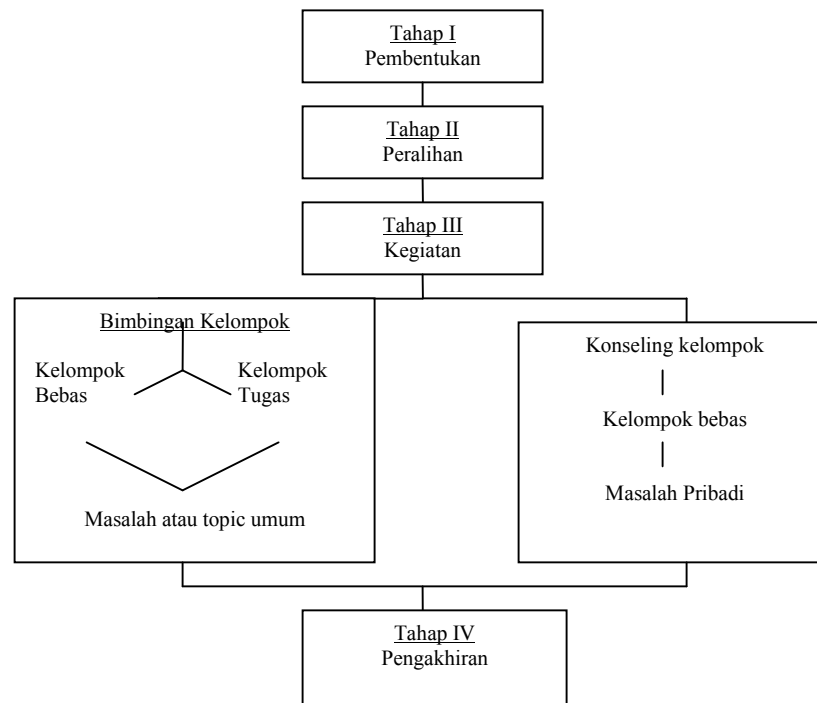 Tahap I
Pembentukan
Tahap II
Peralihan
Tahap III
Kegiatan
Bimbingan Kelompok
Kelompok
Bebas
Kelompok
Tugas
Masalah atau topic umum
Konseling kelompok
Kelompok bebas
Masalah Pribadi
Tahap IV
Pengakhiran